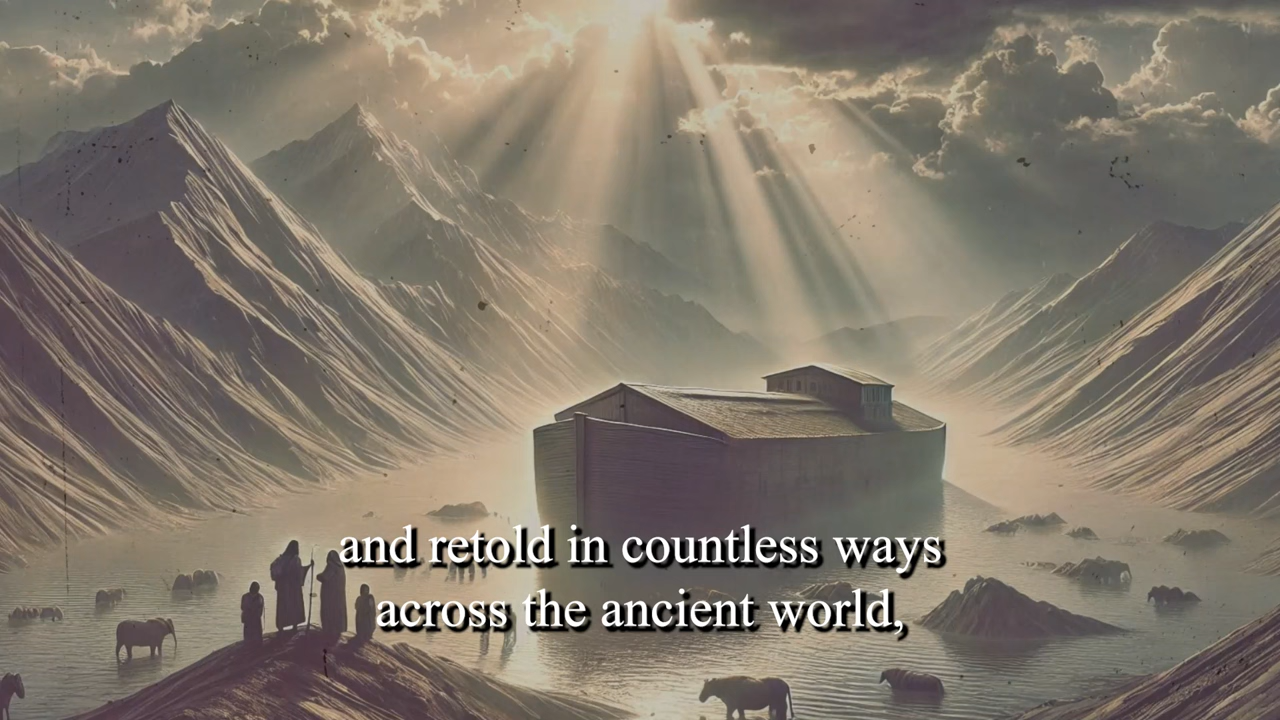 and retold in countless ways
across the ancient world,